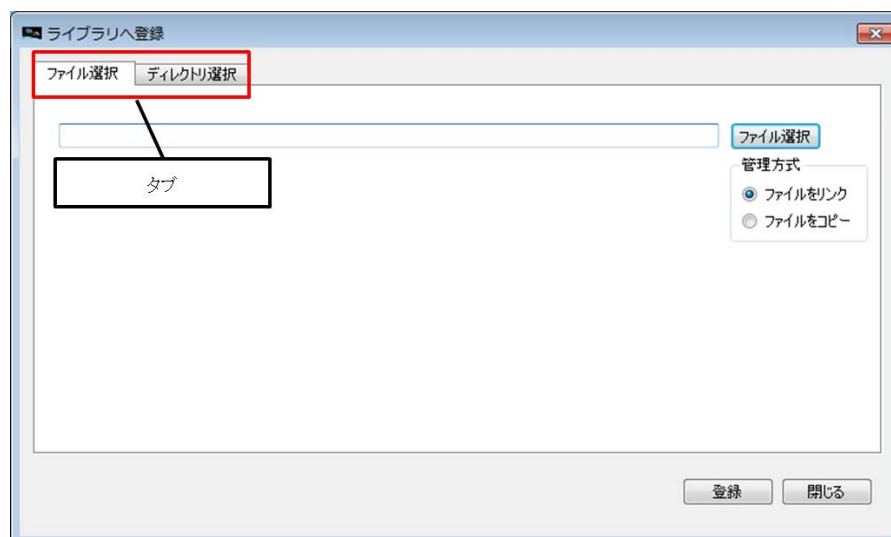 ライブラリへ登録
ファイル選択 ディレクトリ選択
ファイル選択
タブ
管理方式
ファイルをリンク
ファイルをコピー
登録 閉じる